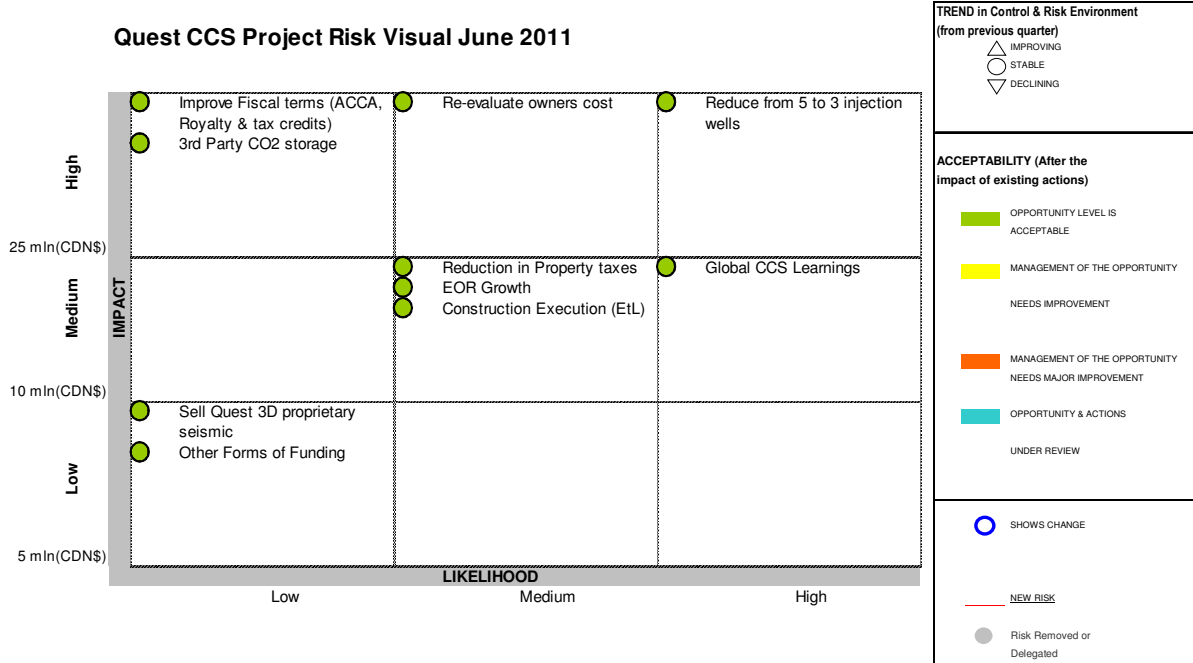 Quest CCS Project Risk Visual June 2011
High
Medium
Low
IMPACT
25 mln(CDN$)
10 mln(CDN$)
5 mln(CDN$)
Improve Fiscal terms (ACCA,
Royalty & tax credits)
3rd Party CO2 storage
Re-evaluate owners cost
Reduce from 5 to 3 injection
wells
Reduction in Property taxes
EOR Growth
Construction Execution (EtL)
Global CCS Learnings
Sell Quest 3D proprietary
seismic
Other Forms of Funding
LIKELIHOOD
Low
Medium
High
TREND in Control & Risk Environment
(from previous quarter)
IMPROVING
STABLE
DECLINING
ACCEPTABILITY (After the
impact of existing actions)
OPPORTUNITY LEVEL IS
ACCEPTABLE
MANAGEMENT OF THE OPPORTUNITY
NEEDS IMPROVEMENT
MANAGEMENT OF THE OPPORTUNITY
NEEDS MAJOR IMPROVEMENT
OPPORTUNITY & ACTIONS
UNDER REVIEW
SHOWS CHANGE
NEW RISK
Risk Removed or
Delegated